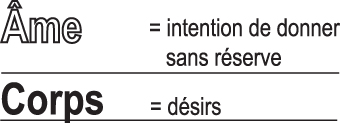 Âme = intention de donner
sans réserve
Corps = désirs